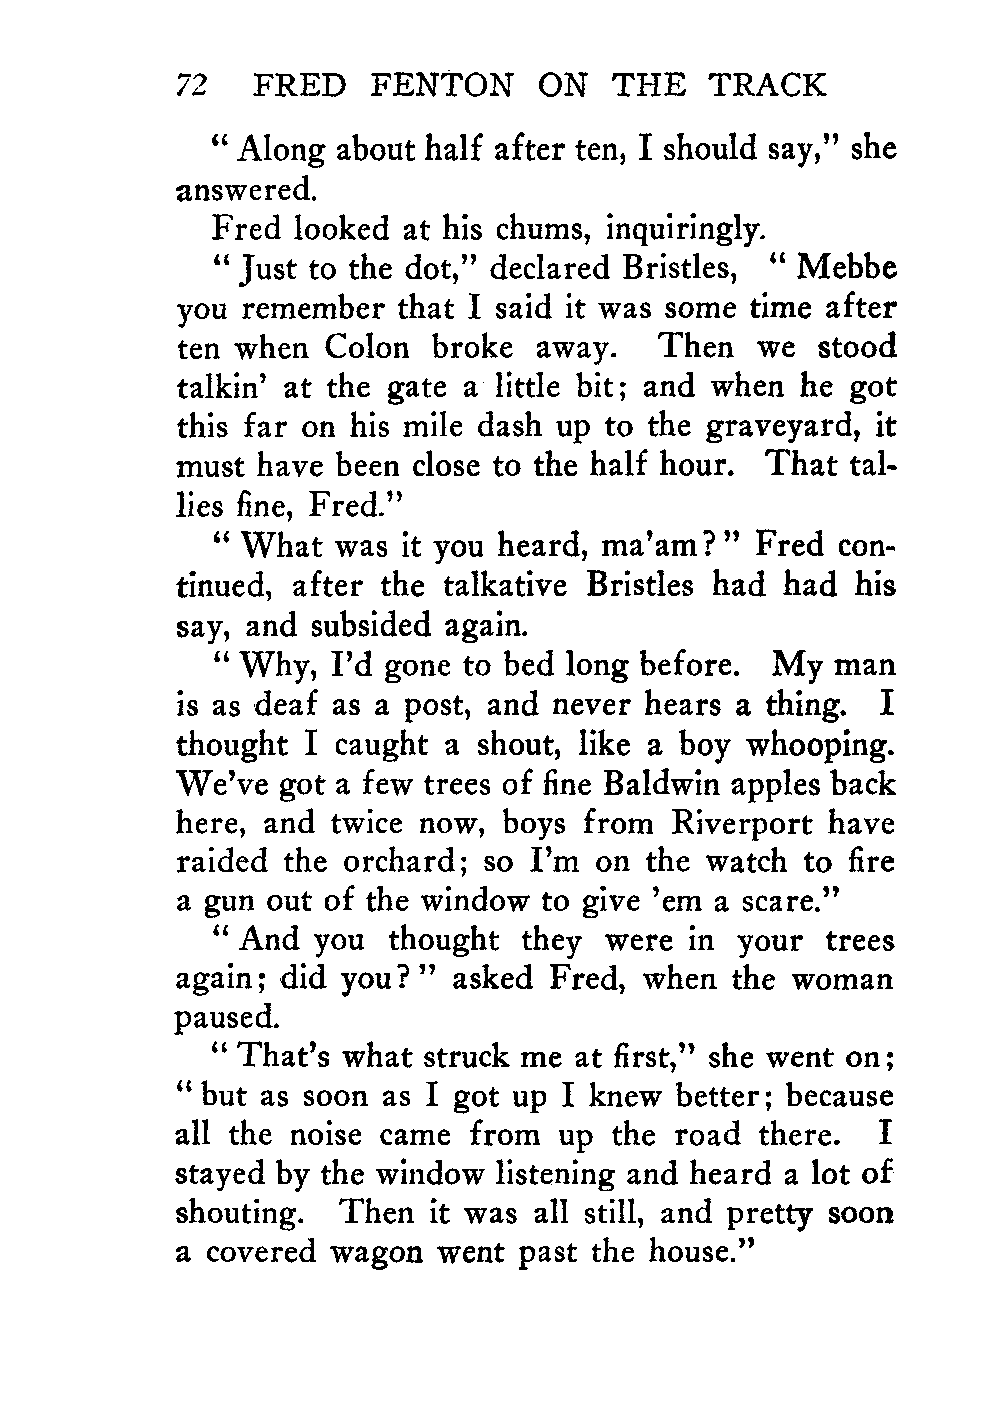 72 FRED FENTON ON THE TRACK
" Along about half after ten, I should say," she
answered.
Fred looked at his chums, inquiringly.
" Just to the dot," declared Bristles, " Mebbe
you remember that I said it was some time after
ten when Colon broke away. Then we stood
talkin' at the gate a little bit; and when he got
this far on his mile dash up to the graveyard, it
must have been close to the half hour. That tal-
lies fine, Fred."
" What was it you heard, ma'am? " Fred con-
tinued, after the talkative Bristles had had his
say, and subsided again.
" Why, I'd gone to bed long before. My man
is as deaf as a post, and never hears a thing. I
thought I caught a shout, like a boy whooping.
We've got a few trees of fine Baldwin apples back
here, and twice now, boys from Riverport have
raided the orchard; so I'm on the watch to fire
a gun out of the window to give 'em a scare."
" And you thought they were in your trees
again; did you? " asked Fred, when the woman
paused.
" That's what struck me at first," she went on;
" but as soon as I got up I knew better; because
all the noise came from up the road there. I
stayed by the window listening and heard a lot of
shouting. Then it was all still, and pretty soon
a covered wagon went past the house."